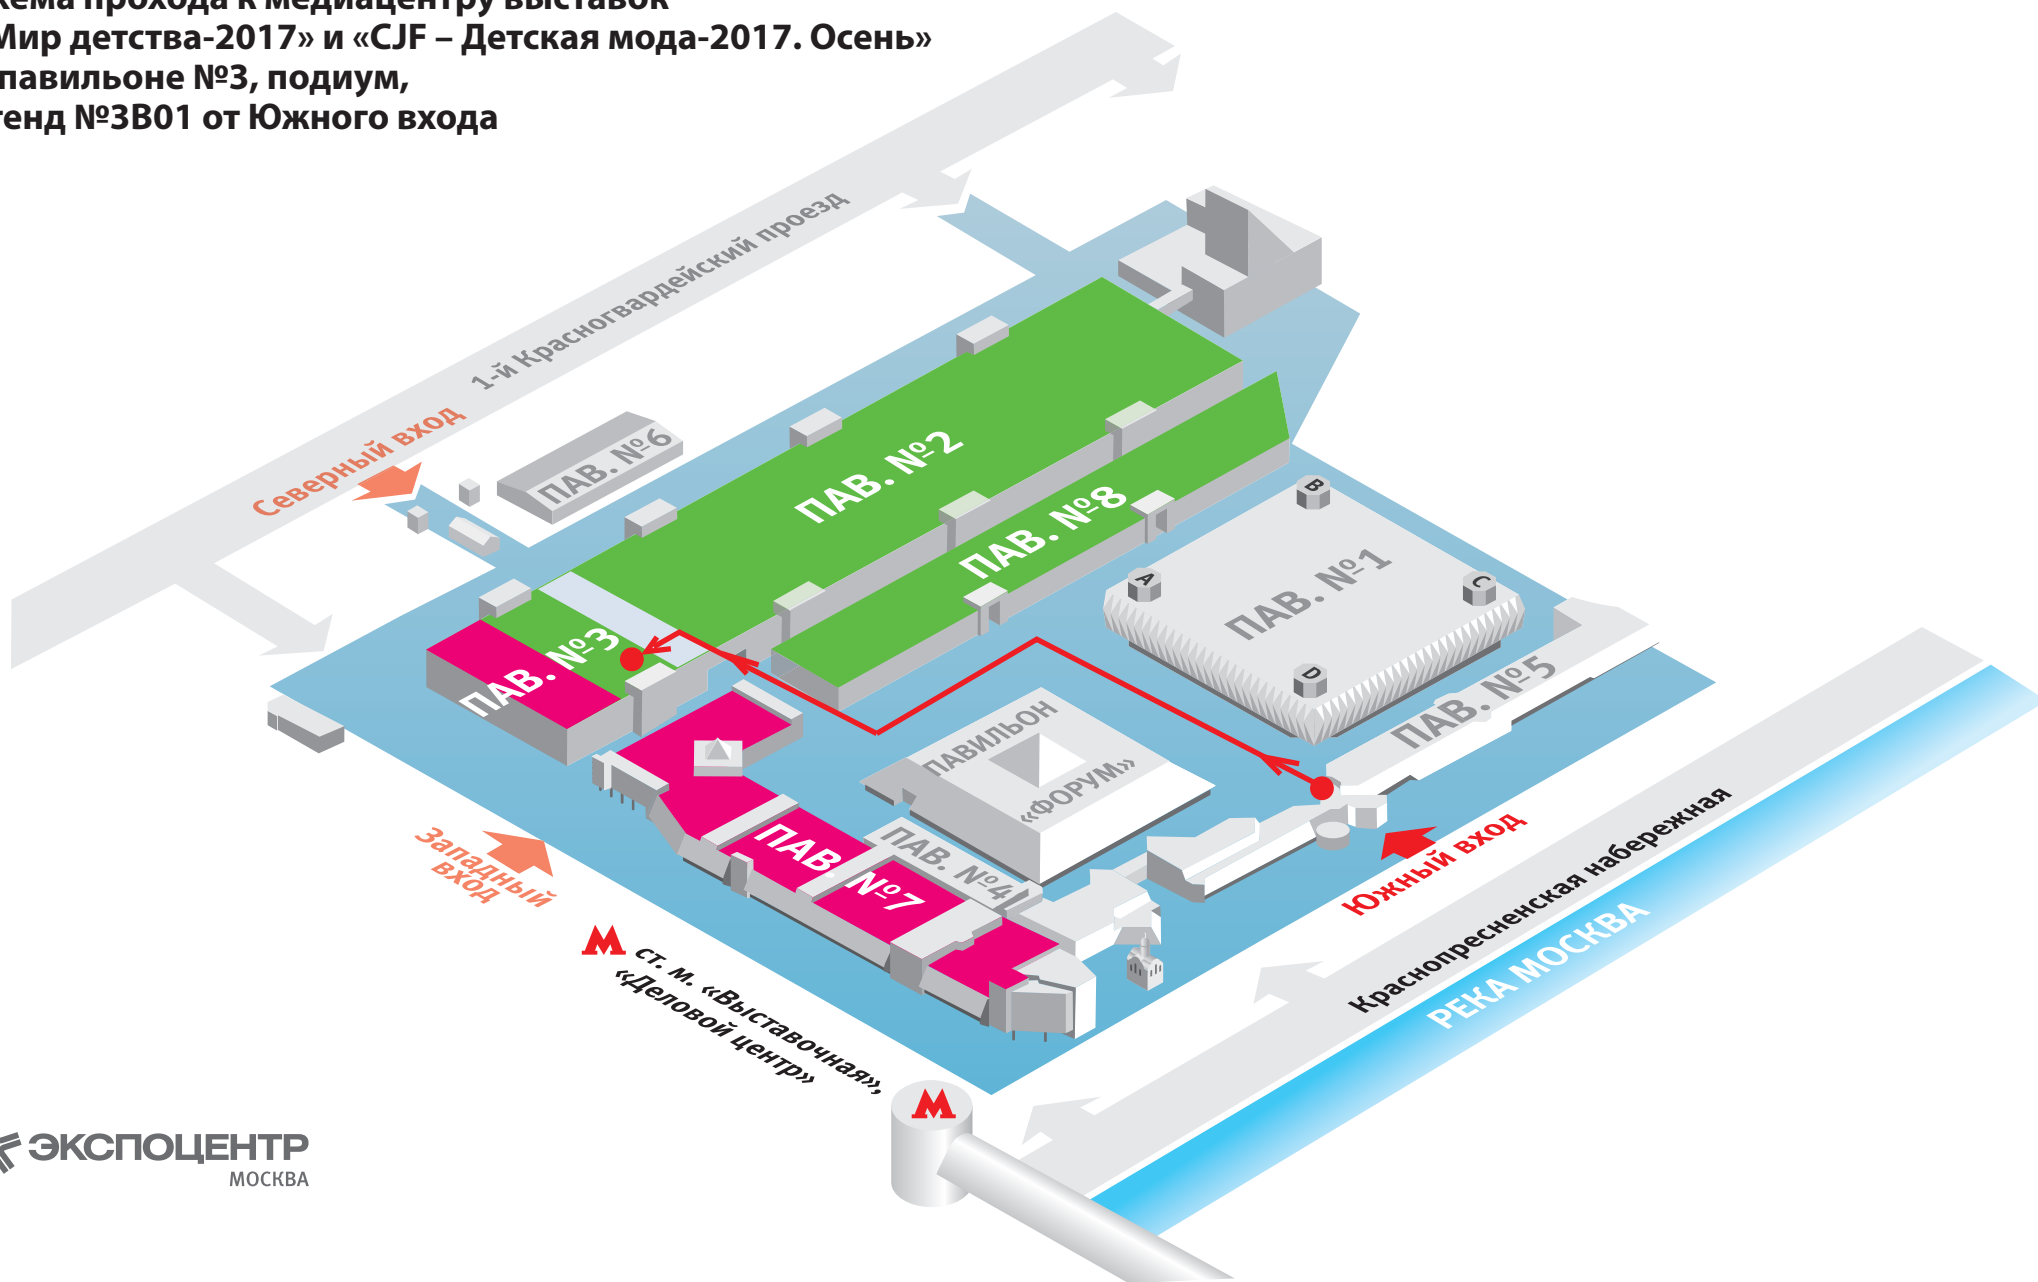 хема прохода к медиацентру выставок
Мир детства-2017» и «CJF – Детская мода-2017. Осень»
павильоне №3, подиум,
тенд №3В01 от Южного входа
1-й Красногвардейский проезд
Северный вход
ПАВ. №6
ПАВ. №2
ПАВ. №8
ПАВ. №1
A
B
C
D
ПАВ. №3
ПАВ. №5
ПАВИЛЬОН
«ФОРУМ»
ПАВ. №4
ПАВ. №7
Западный
вход
Южный вход
Краснопресненская набережная
РЕКА МОСКВА
ст. м. «Выставочная»,
«Деловой центр»
ЭКСПОЦЕНТР
МОСКВА